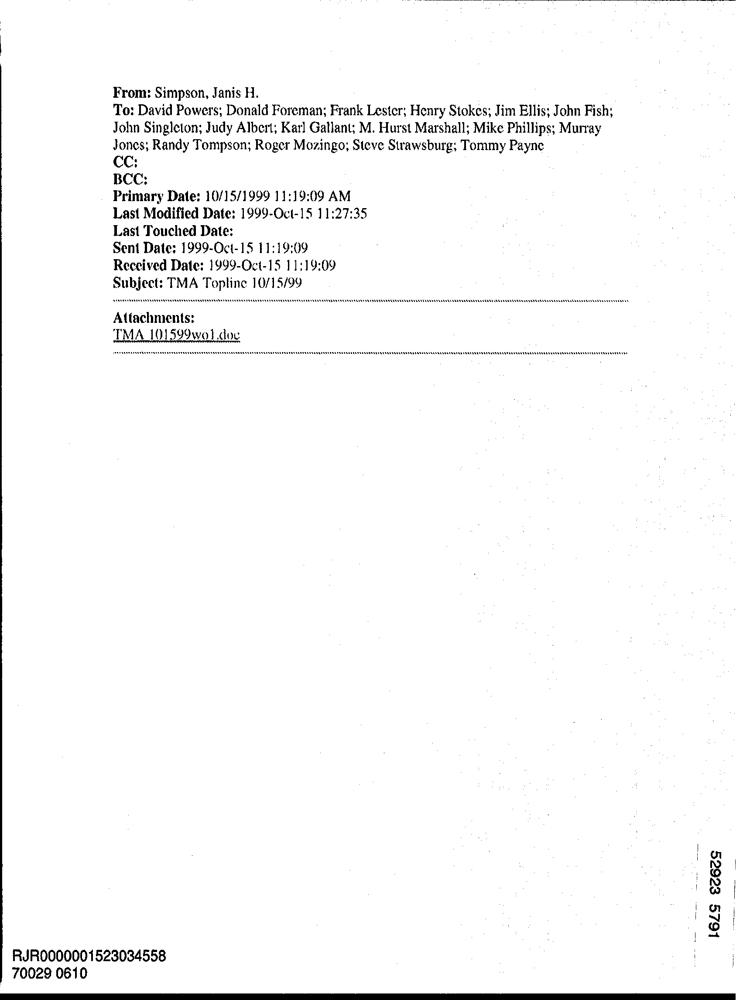 From: Simpson, Janis H.
To: David Powers; Donald Foreman; Frank Lester; Henry Stokes; Jim Ellis; John Fish;
John Singleton; Judy Albert; Karl Gallant; M. Hurst Marshall; Mike Phillips; Murray
Jones; Randy Tompson; Roger Mozingo; Steve Strawsburg; Tommy Payne
CC:
BCC:
Primary Date: 10/15/1999 11:19:09 AM
Last Modified Date: 1999-Oct-15 11:27:35
Last Touched Date:
Sent Date: 1999-Oct-15 11:19:09
Received Date: 1999-Oct-15 11:19:09
Subject: TMA Topline 10/15/99
Attachments:
TMA 101599wo1.doc
52923 5791
RJR0000001523034558
70029 0610